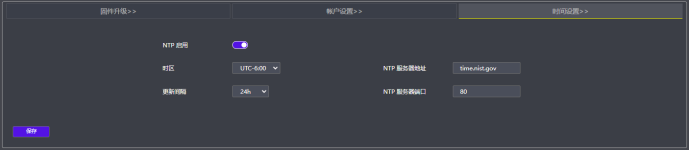 固件升级>> 帐户设置>> 时间设置>>
NTP 启用
时区 UTC-6:00 NTP 服务器地址 time.nist.gov
更新间隔 24h NTP 服务器端口 80
保存